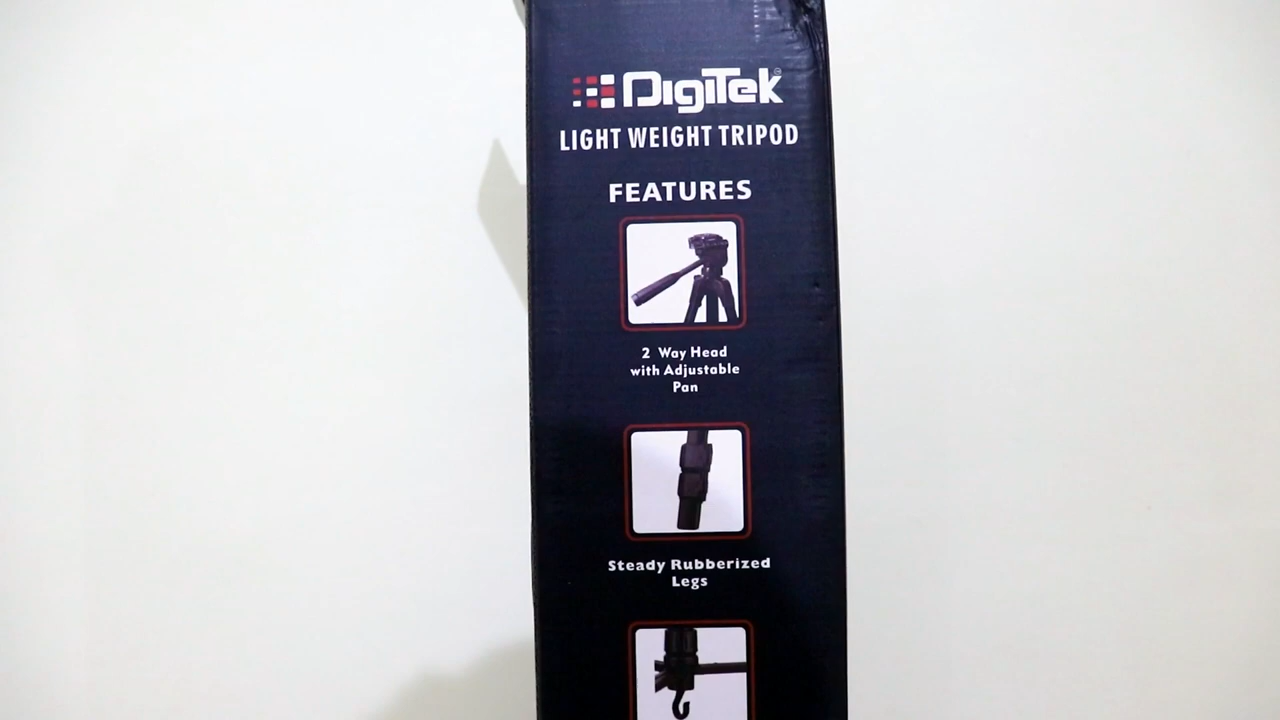 DigiTek
LIGHT WEIGHT TRIPOD
FEATURES
2 Way Head
with Adjustable
Pan
Steady Rubberized
Legs